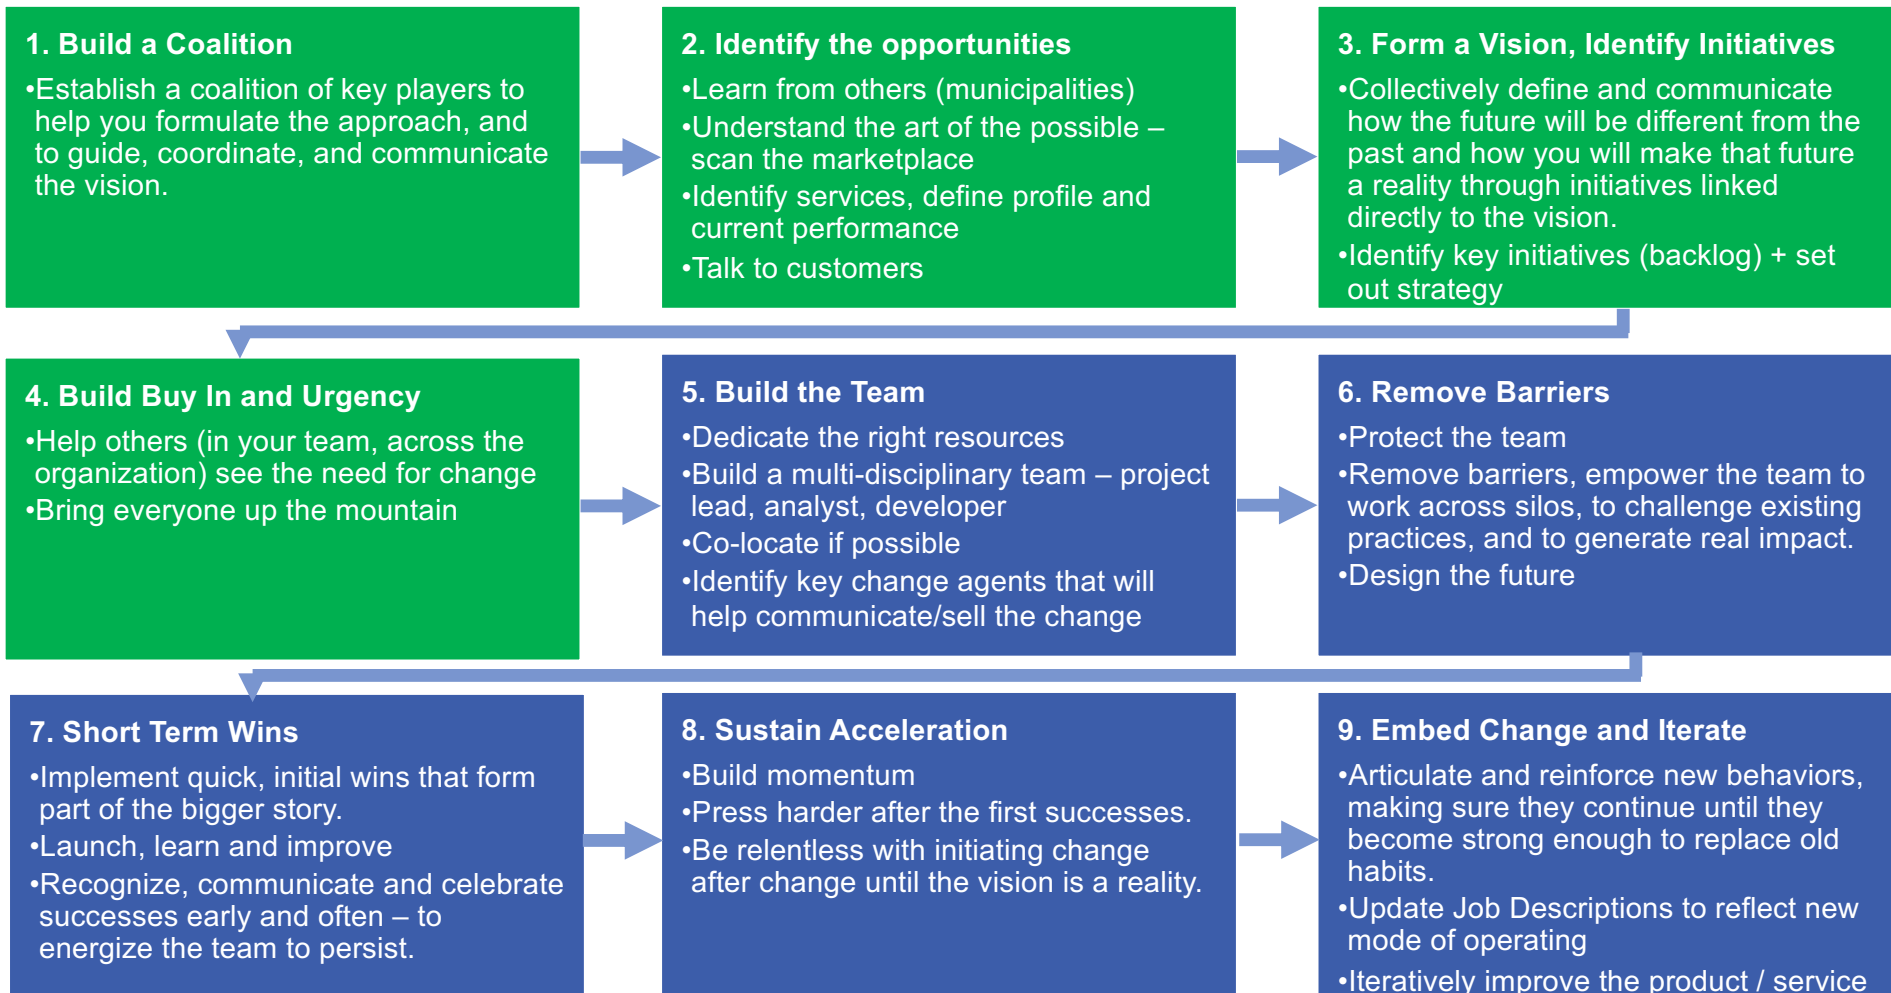 1. Build a Coalition
•Establish a coalition of key players to
help you formulate the approach, and
to guide, coordinate, and communicate
the vision.
2. Identify the opportunities
•Learn from others (municipalities)
•Understand the art of the possible –
scan the marketplace
•Identify services, define profile and
current performance
•Talk to customers
3. Form a Vision, Identify Initiatives
•Collectively define and communicate
how the future will be different from the
past and how you will make that future
a reality through initiatives linked
directly to the vision.
•Identify key initiatives (backlog) + set
out strategy
4. Build Buy In and Urgency
•Help others (in your team, across the
organization) see the need for change
•Bring everyone up the mountain
5. Build the Team
•Dedicate the right resources
•Build a multi-disciplinary team – project
lead, analyst, developer
•Co-locate if possible
•Identify key change agents that will
help communicate/sell the change
6. Remove Barriers
•Protect the team
•Remove barriers, empower the team to
work across silos, to challenge existing
practices, and to generate real impact.
•Design the future
7. Short Term Wins
•Implement quick, initial wins that form
part of the bigger story.
•Launch, learn and improve
•Recognize, communicate and celebrate
successes early and often – to
energize the team to persist.
8. Sustain Acceleration
•Build momentum
•Press harder after the first successes.
•Be relentless with initiating change
after change until the vision is a reality.
9. Embed Change and Iterate
•Articulate and reinforce new behaviors,
making sure they continue until they
become strong enough to replace old
habits.
•Update Job Descriptions to reflect new
mode of operating
•Iteratively improve the product / service